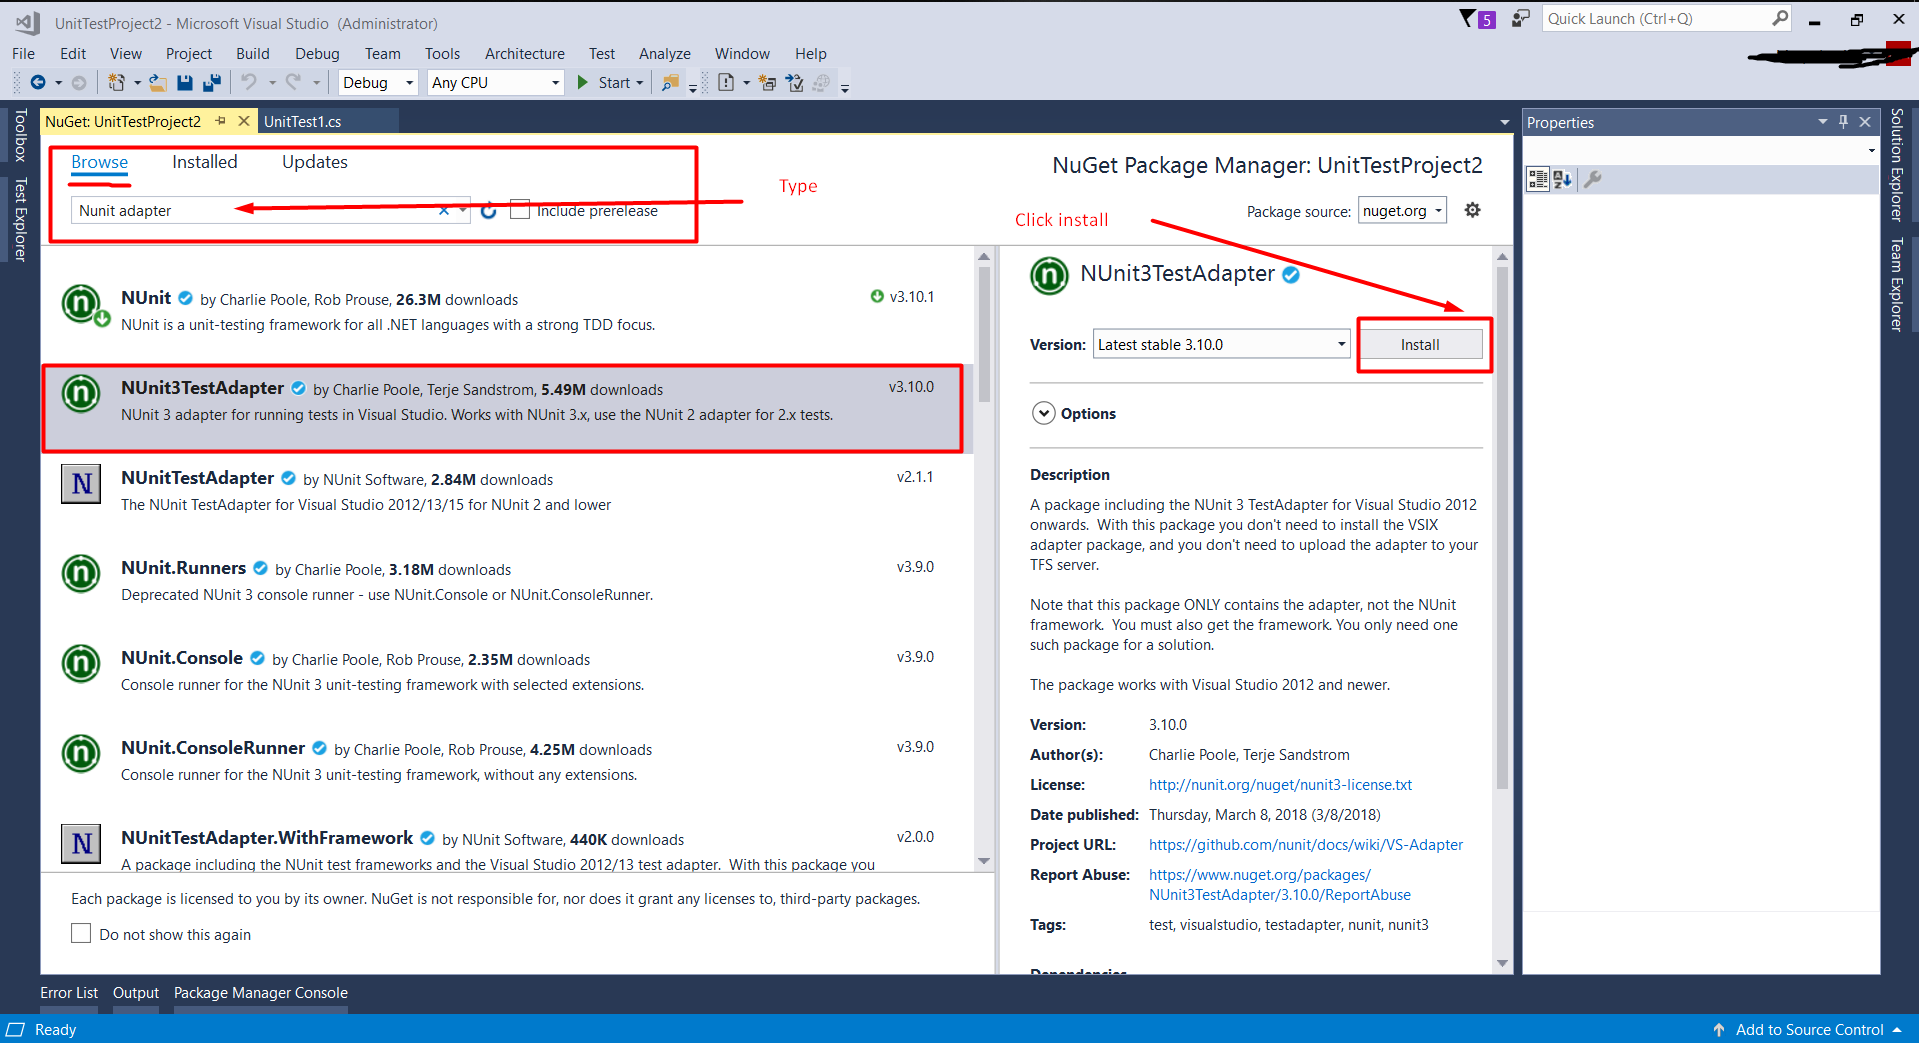 UnitTestProject2 - Microsoft Visual Studio (Administrator)
5
Quick Launch (Ctrl+Q)
File Edit View Project Build Debug Team Tools Architecture Test Analyze Window Help
Debug Any CPU Start
Toolbox
Test Explorer
NuGet: UnitTestProject2 UnitTest1.cs
Browse Installed Updates
NuGet Package Manager: UnitTestProject2
Type
Nunit adapter
Include prerelease
Click install
Package source: nuget.org
NUnit by Charlie Poole, Rob Prouse, 26.3M downloads v3.10.1
NUnit is a unit-testing framework for all .NET languages with a strong TDD focus.
NUnit3TestAdapter by Charlie Poole, Terje Sandstrom, 5.49M downloads v3.10.0
NUnit 3 adapter for running tests in Visual Studio. Works with NUnit 3.x, use the NUnit 2 adapter for 2.x tests.
NUnitTestAdapter by NUnit Software, 2.84M downloads v2.1.1
The NUnit TestAdapter for Visual Studio 2012/13/15 for NUnit 2 and lower
NUnit.Runners by Charlie Poole, 3.18M downloads v3.9.0
Deprecated NUnit 3 console runner - use NUnit.Console or NUnit.ConsoleRunner.
NUnit.Console by Charlie Poole, Rob Prouse, 2.35M downloads v3.9.0
Console runner for the NUnit 3 unit-testing framework with selected extensions.
NUnit.ConsoleRunner by Charlie Poole, Rob Prouse, 4.25M downloads v3.9.0
Console runner for the NUnit 3 unit-testing framework, without any extensions.
NUnitTestAdapter.WithFramework by NUnit Software, 440K downloads v2.0.0
A package including the NUnit test frameworks and the Visual Studio 2012/13 test adapter. With this package you
Each package is licensed to you by its owner. NuGet is not responsible for, nor does it grant any licenses to, third-party packages.
Do not show this again
NUnit3TestAdapter
Version: Latest stable 3.10.0 Install
Options
Description
A package including the NUnit 3 TestAdapter for Visual Studio 2012
onwards. With this package you don't need to install the VSIX
adapter package, and you don't need to upload the adapter to your
TFS server.
Note that this package ONLY contains the adapter, not the NUnit
framework. You must also get the framework. You only need one
such package for a solution.
The package works with Visual Studio 2012 and newer.
Version: 3.10.0
Author(s): Charlie Poole, Terje Sandstrom
License: http://nunit.org/nuget/nunit3-license.txt
Date published: Thursday, March 8, 2018 (3/8/2018)
Project URL: https://github.com/nunit/docs/wiki/VS-Adapter
Report Abuse: https://www.nuget.org/packages/
NUnit3TestAdapter/3.10.0/ReportAbuse
Tags: test, visualstudio, testadapter, nunit, nunit3
Dependencies
Properties
Solution Explorer
Team Explorer
Error List Output Package Manager Console
Ready
Add to Source Control